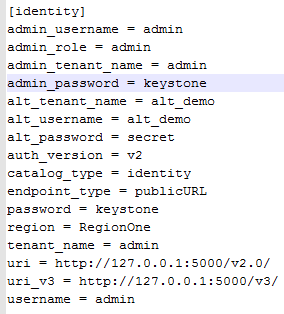 [identity]
admin_username = admin
admin_role = admin
admin_tenant_name = admin
admin_password = keystone
alt_tenant_name = alt_demo
alt_username = alt_demo
alt_password = secret
auth_version = v2
catalog_type = identity
endpoint_type = publicURL
password = keystone
region = RegionOne
tenant_name = admin
uri = http://127.0.0.1:5000/v2.0/
uri_v3 = http://127.0.0.1:5000/v3/
username = admin